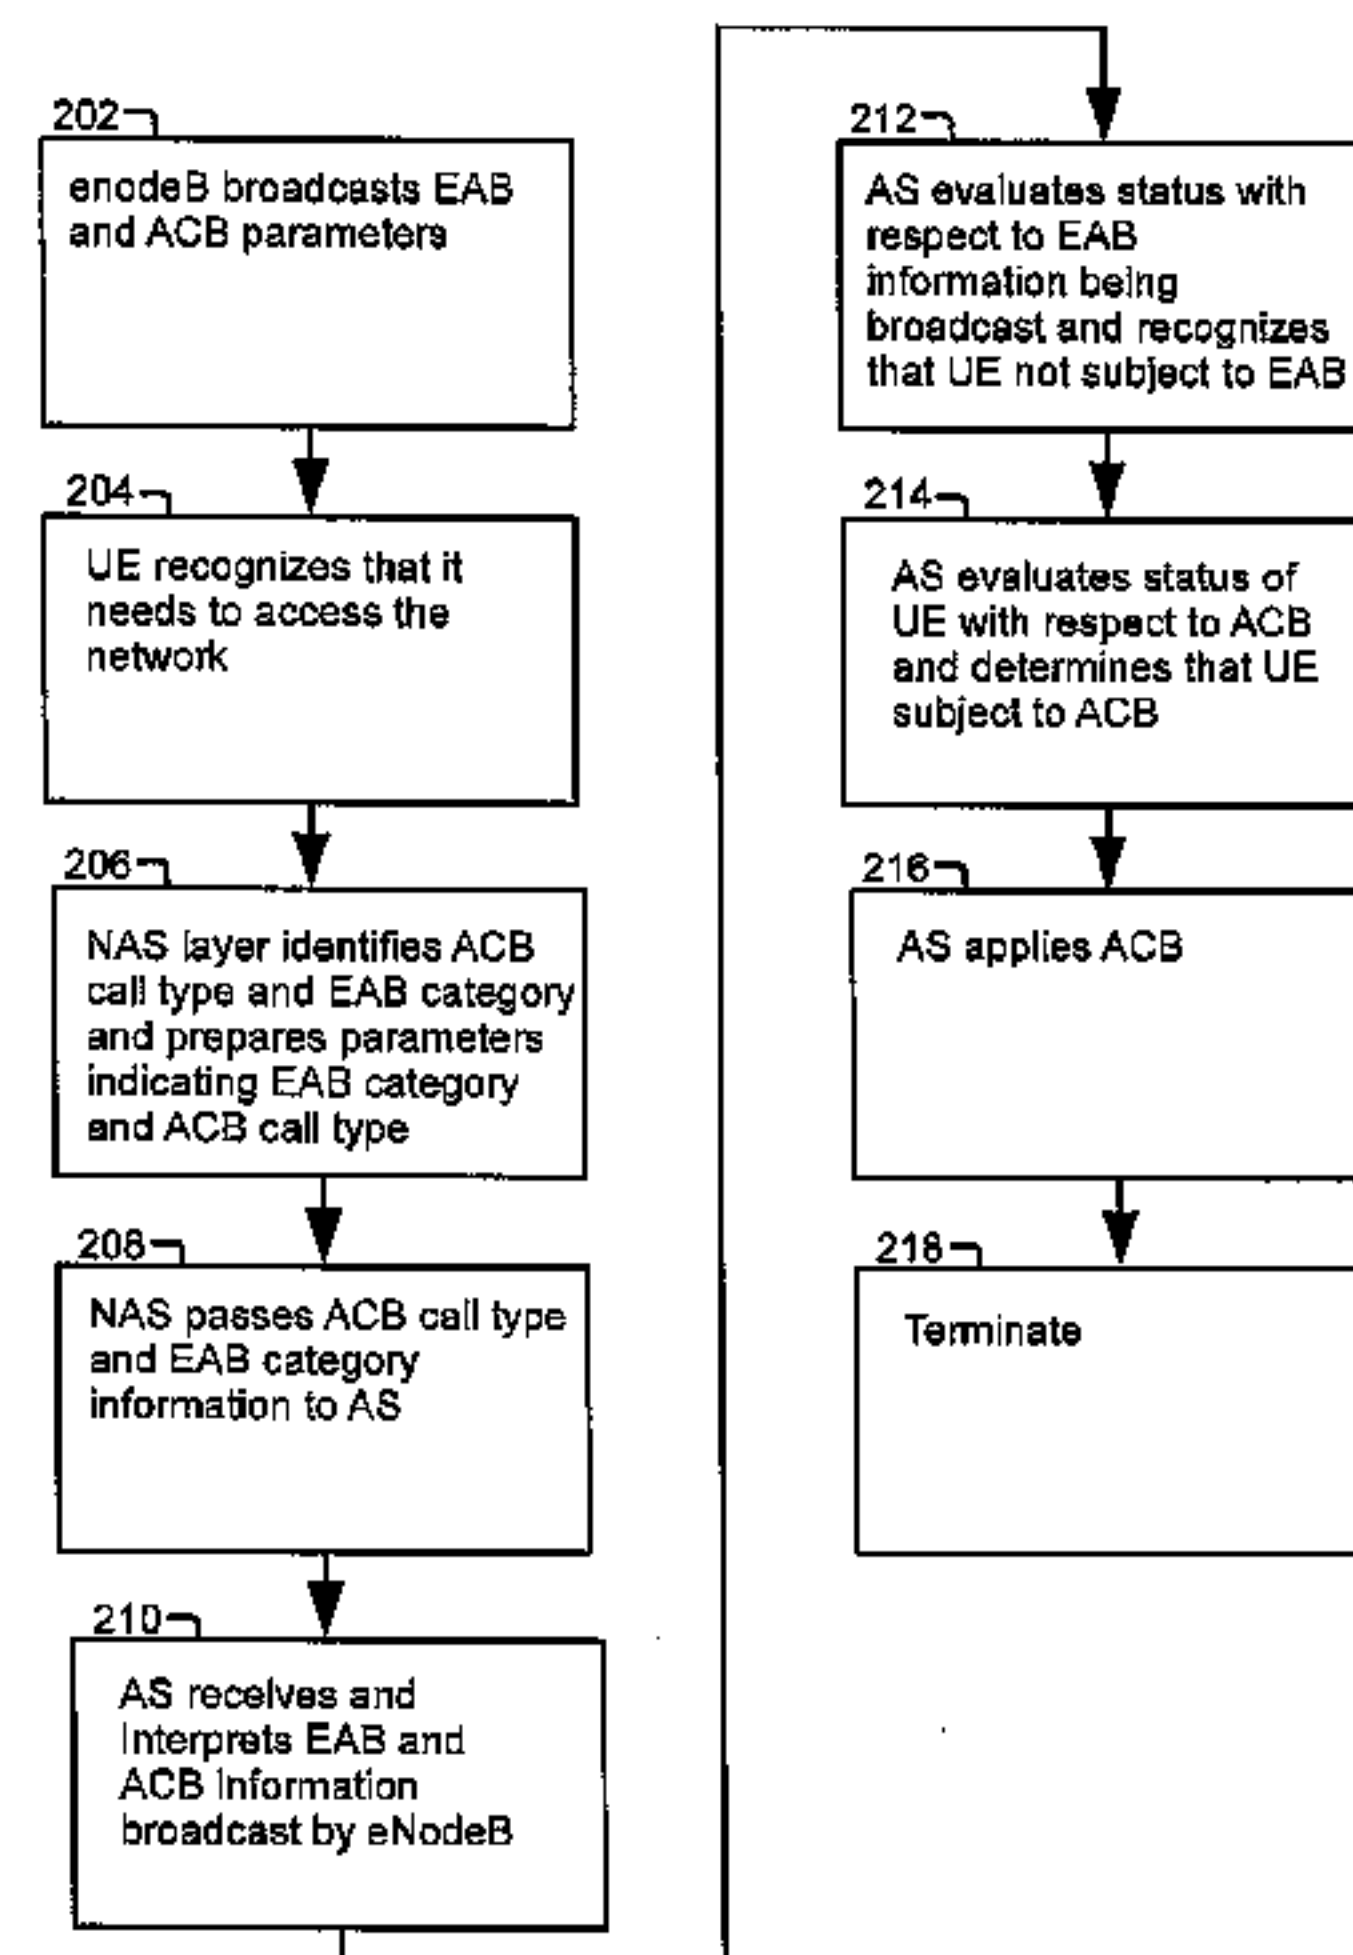 202
enodeB broadcasts EAB
and ACB parameters
204
UE recognizes that it
needs to access the
network
206
NAS layer identifies ACB
call type and EAB category
and prepares parameters
indicating EAB category
and ACB call type
208
NAS passes ACB call type
and EAB category
information to AS
210
AS receives and
Interprets EAB and
ACB Information
broadcast by eNodeB
212
AS evaluates status with
respect to EAB
information being
broadcast and recognizes
that UE not subject to EAB
214
AS evaluates status of
UE with respect to ACB
and determines that UE
subject to ACB
216
AS applies ACB
218
Terminate